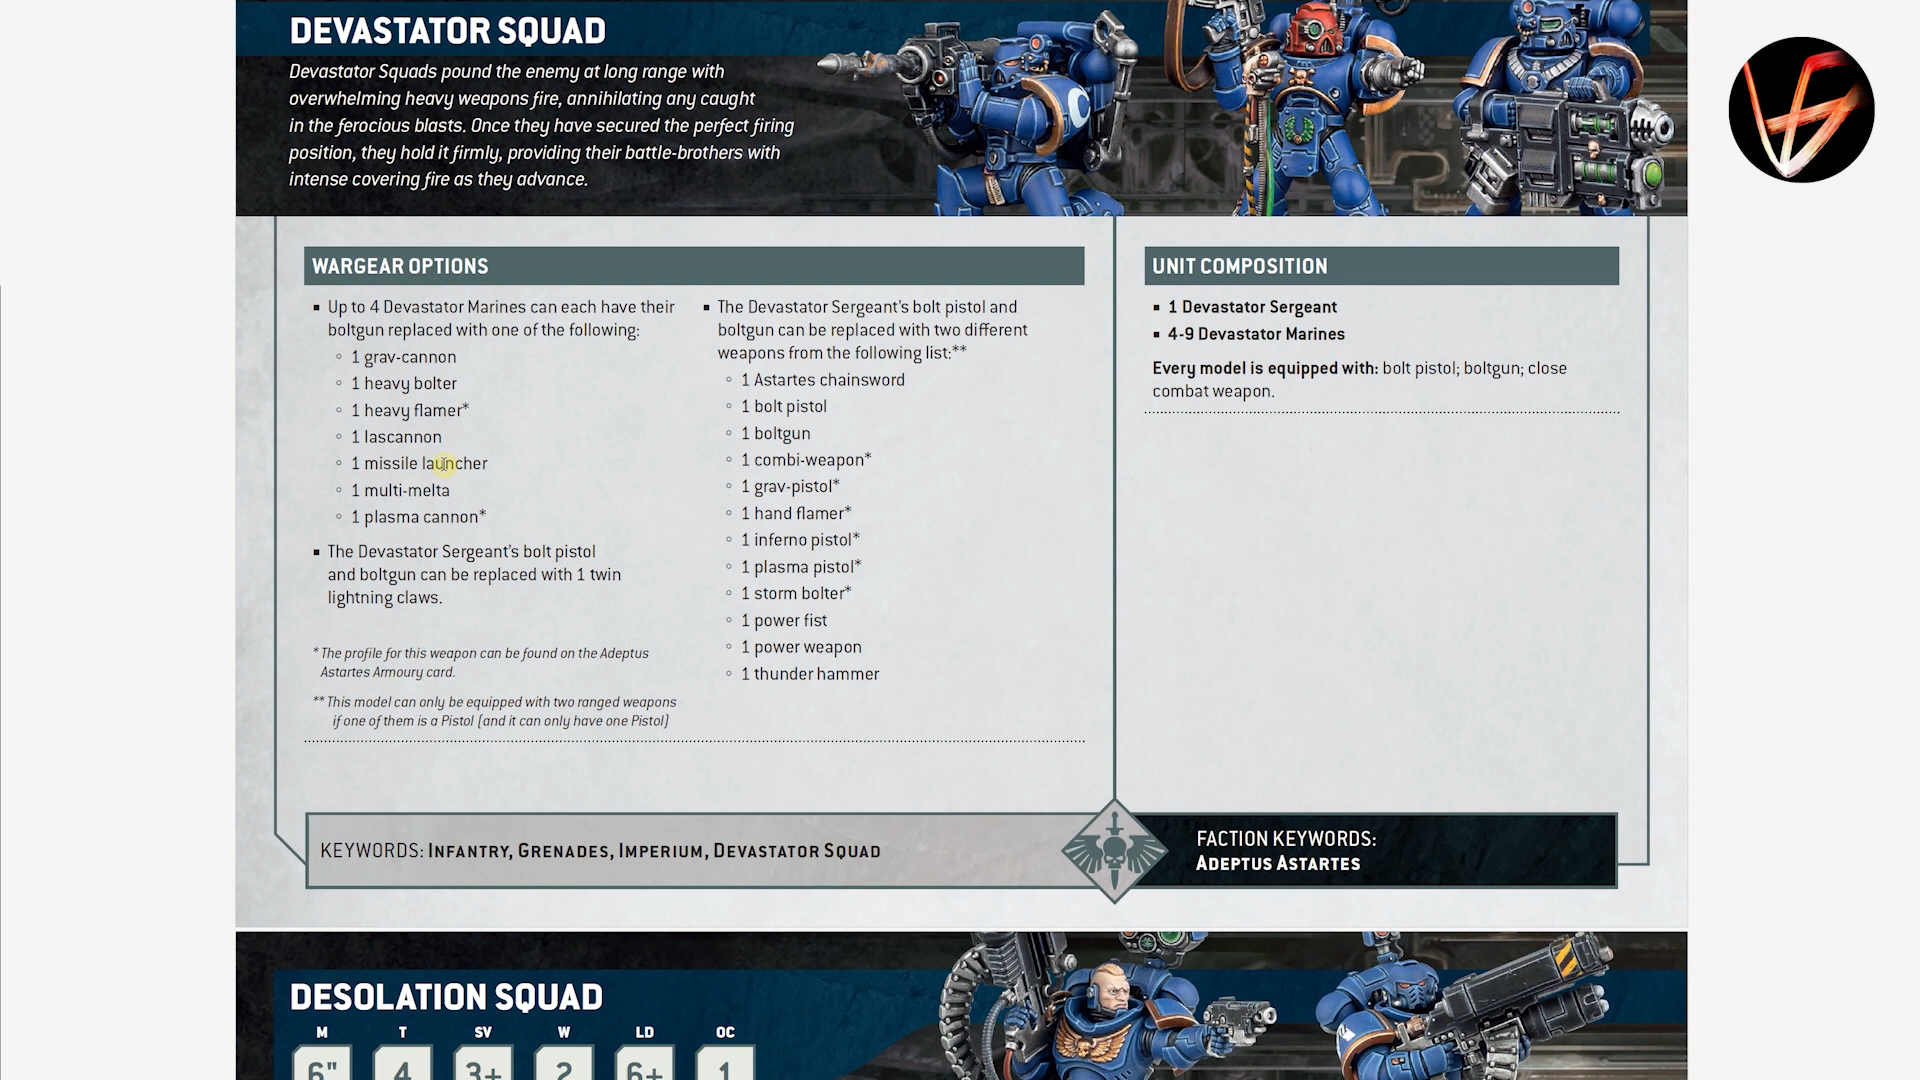 DEVASTATOR SQUAD
Devastator Squads pound the enemy at long range with
overwhelming heavy weapons fire, annihilating any caught
in the ferocious blasts. Once they have secured the perfect firing
position, they hold it firmly, providing their battle-brothers with
intense covering fire as they advance.
WARGEAR OPTIONS
▪ Up to 4 Devastator Marines can each have their
boltgun replaced with one of the following:
◦ 1 grav-cannon
◦ 1 heavy bolter
◦ 1 heavy flamer*
◦ 1 lascannon
◦ 1 missile launcher
◦ 1 multi-melta
◦ 1 plasma cannon*
▪ The Devastator Sergeant's bolt pistol
and boltgun can be replaced with 1 twin
lightning claws.
* The profile for this weapon can be found on the Adeptus
Astartes Armoury card.
** This model can only be equipped with two ranged weapons
if one of them is a Pistol (and it can only have one Pistol)
▪ The Devastator Sergeant's bolt pistol and
boltgun can be replaced with two different
weapons from the following list:**
◦ 1 Astartes chainsword
◦ 1 bolt pistol
◦ 1 boltgun
◦ 1 combi-weapon*
◦ 1 grav-pistol*
◦ 1 hand flamer*
◦ 1 inferno pistol*
◦ 1 plasma pistol*
◦ 1 storm bolter*
◦ 1 power fist
◦ 1 power weapon
◦ 1 thunder hammer
UNIT COMPOSITION
▪ 1 Devastator Sergeant
▪ 4-9 Devastator Marines
Every model is equipped with: bolt pistol; boltgun; close
combat weapon.
KEYWORDS: INFANTRY, GRENADES, IMPERIUM, DEVASTATOR SQUAD
FACTION KEYWORDS:
ADEPTUS ASTARTES
DESOLATION SQUAD
M T SV W LD OC
6" 4 3+ 2 6+ 1